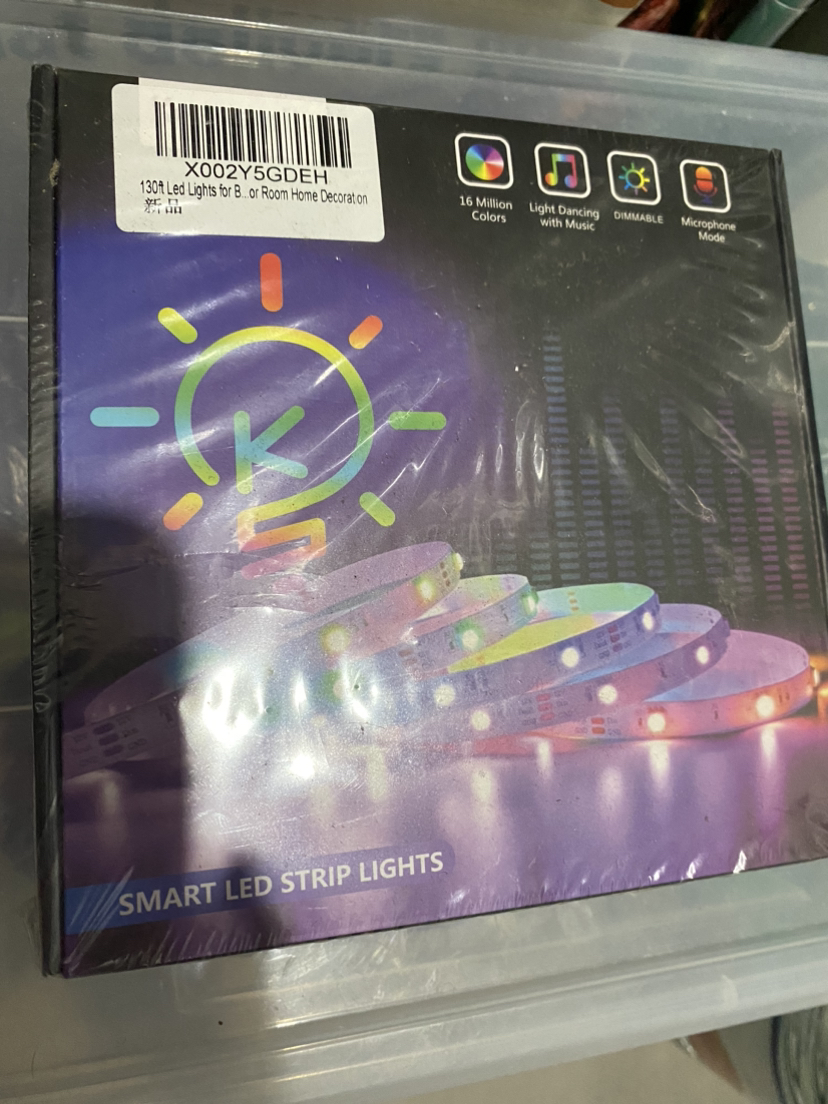 X002Y5GDEH
130ft Led Lights for B...or Room Home Decoration
新品
16 Million
Colors
Light Dancing
with Music
DIMMABLE
Microphone
Mode
K
SMART LED STRIP LIGHTS